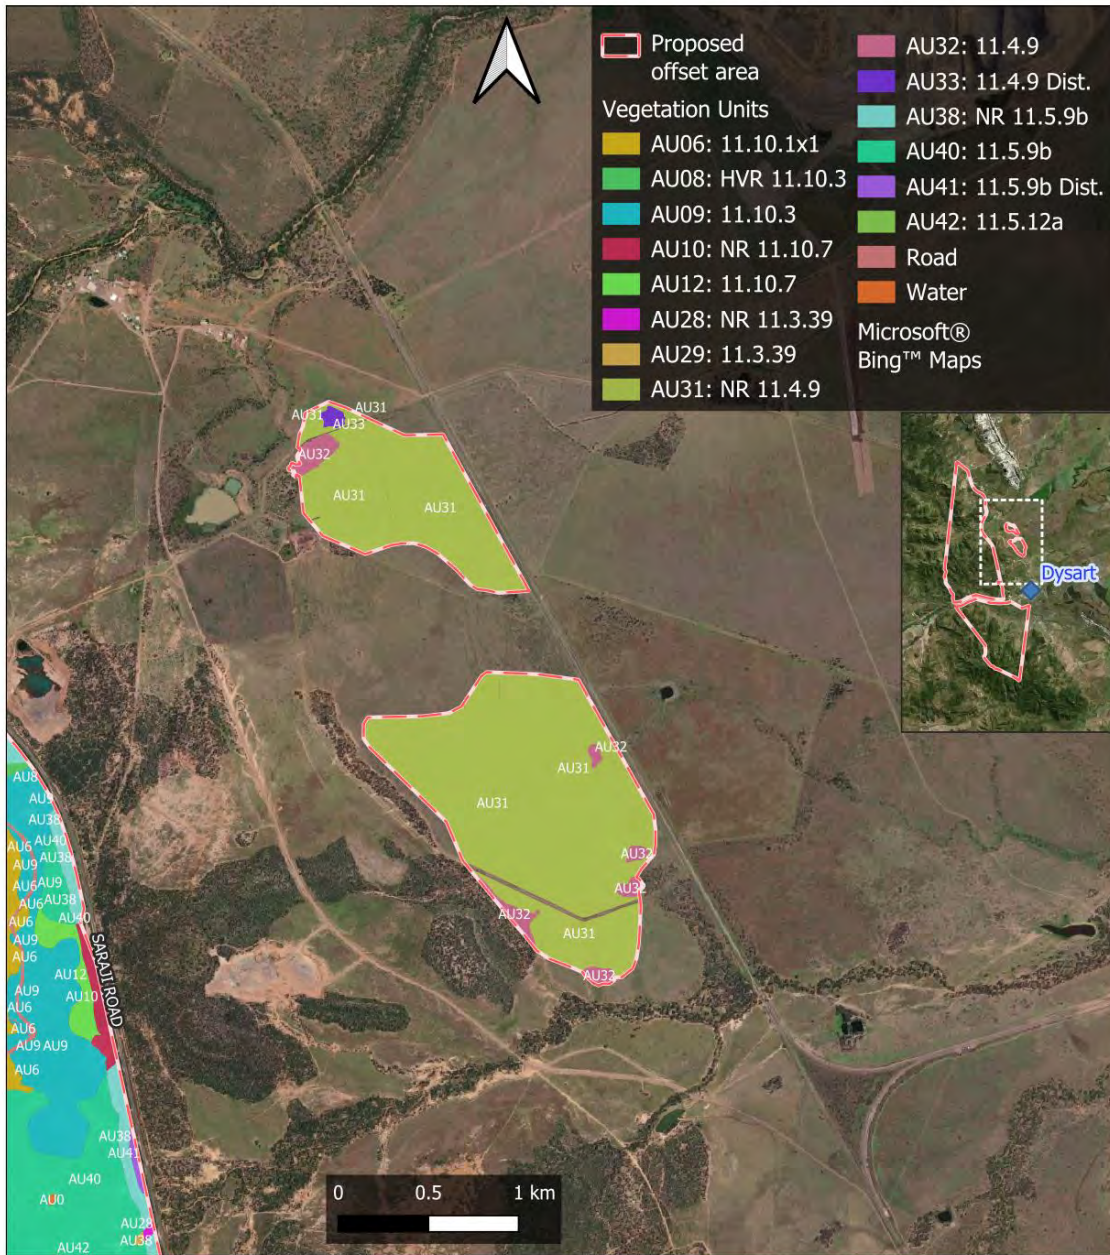 Proposed
offset area
Vegetation Units
AU06: 11.10.1x1
AU08: HVR 11.10.3
AU09: 11.10.3
AU10: NR 11.10.7
AU12: 11.10.7
AU28: NR 11.3.39
AU29: 11.3.39
AU31: NR 11.4.9
AU32: 11.4.9
AU33: 11.4.9 Dist.
AU38: NR 11.5.9b
AU40: 11.5.9b
AU41: 11.5.9b Dist.
AU42: 11.5.12a
Road
Water
Microsoft®
Bing™ Maps
Dysart
AU31
AU31
AU33
AU32
AU31
AU31
AU32
AU31
AU31
AU32
AU32
AU32
AU31
AU32
AU8
AU9
AU38
AU6
AU40
AU9
AU38
AU6
AU9
AU6
AU38
AU6
AU40
AU9
AU6
AU12
AU9
AU10
AU6
AU6
AU9
AU9
AU6
SARAJI ROAD
AU38
AU41
AU40
AU0
AU28
AU38
AU42
0 0.5 1 km